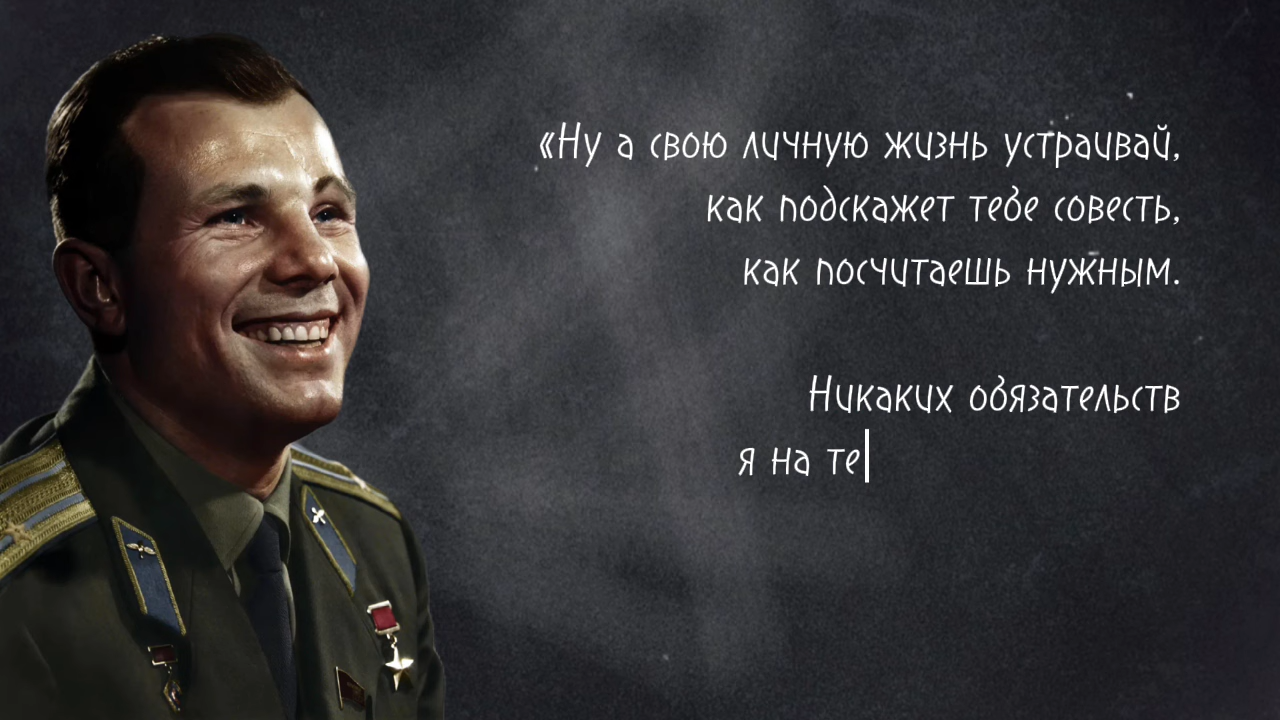 «Ну а свою личную жизнь устраивай,
как подскажет тебе совесть,
как посчитаешь нужным.
Никаких обязательств
я на те